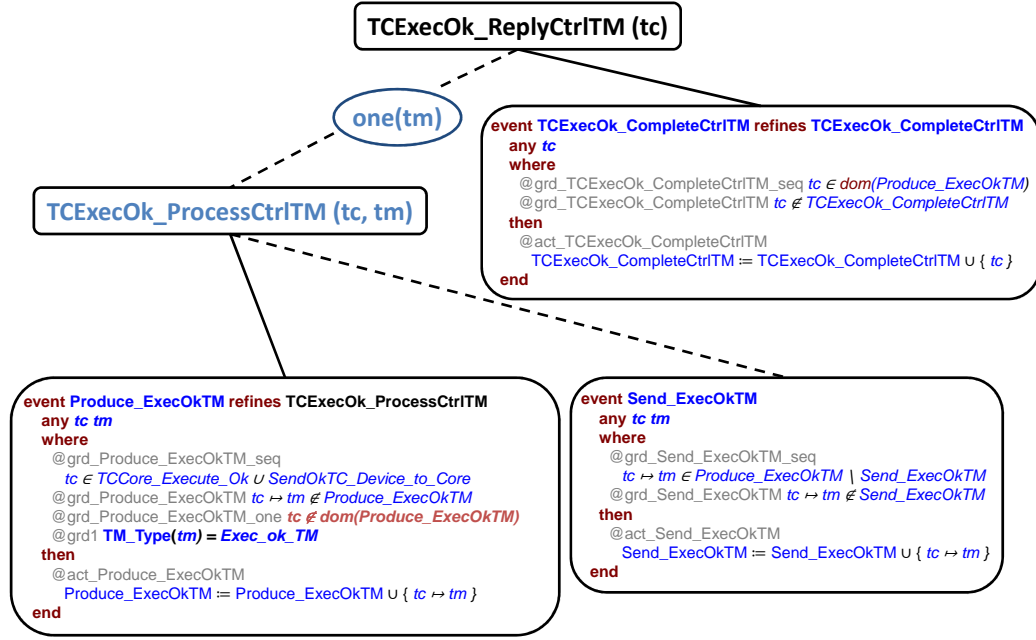 TCExecOk_ReplyCtrlTM (tc)
one(tm)
event TCExecOk_CompleteCtrlTM refines TCExecOk_CompleteCtrlTM
any tc
where
@grd_TCExecOk_CompleteCtrlTM_seq tc ∈ dom(Produce_ExecOkTM)
@grd_TCExecOk_CompleteCtrlTM tc ∉ TCExecOk_CompleteCtrlTM
then
@act_TCExecOk_CompleteCtrlTM
TCExecOk_CompleteCtrlTM ≔ TCExecOk_CompleteCtrlTM ∪ { tc }
end
TCExecOk_ProcessCtrlTM (tc, tm)
event Produce_ExecOkTM refines TCExecOk_ProcessCtrlTM
any tc tm
where
@grd_Produce_ExecOkTM_seq
tc ∈ TCCore_Execute_Ok ∪ SendOkTC_Device_to_Core
@grd_Produce_ExecOkTM tc ↦ tm ∉ Produce_ExecOkTM
@grd_Produce_ExecOkTM_one tc ∉ dom(Produce_ExecOkTM)
@grd1 TM_Type(tm) = Exec_ok_TM
then
@act_Produce_ExecOkTM
Produce_ExecOkTM ≔ Produce_ExecOkTM ∪ { tc ↦ tm }
end
event Send_ExecOkTM
any tc tm
where
@grd_Send_ExecOkTM_seq
tc ↦ tm ∈ Produce_ExecOkTM \ Send_ExecOkTM
@grd_Send_ExecOkTM tc ↦ tm ∉ Send_ExecOkTM
then
@act_Send_ExecOkTM
Send_ExecOkTM ≔ Send_ExecOkTM ∪ { tc ↦ tm }
end